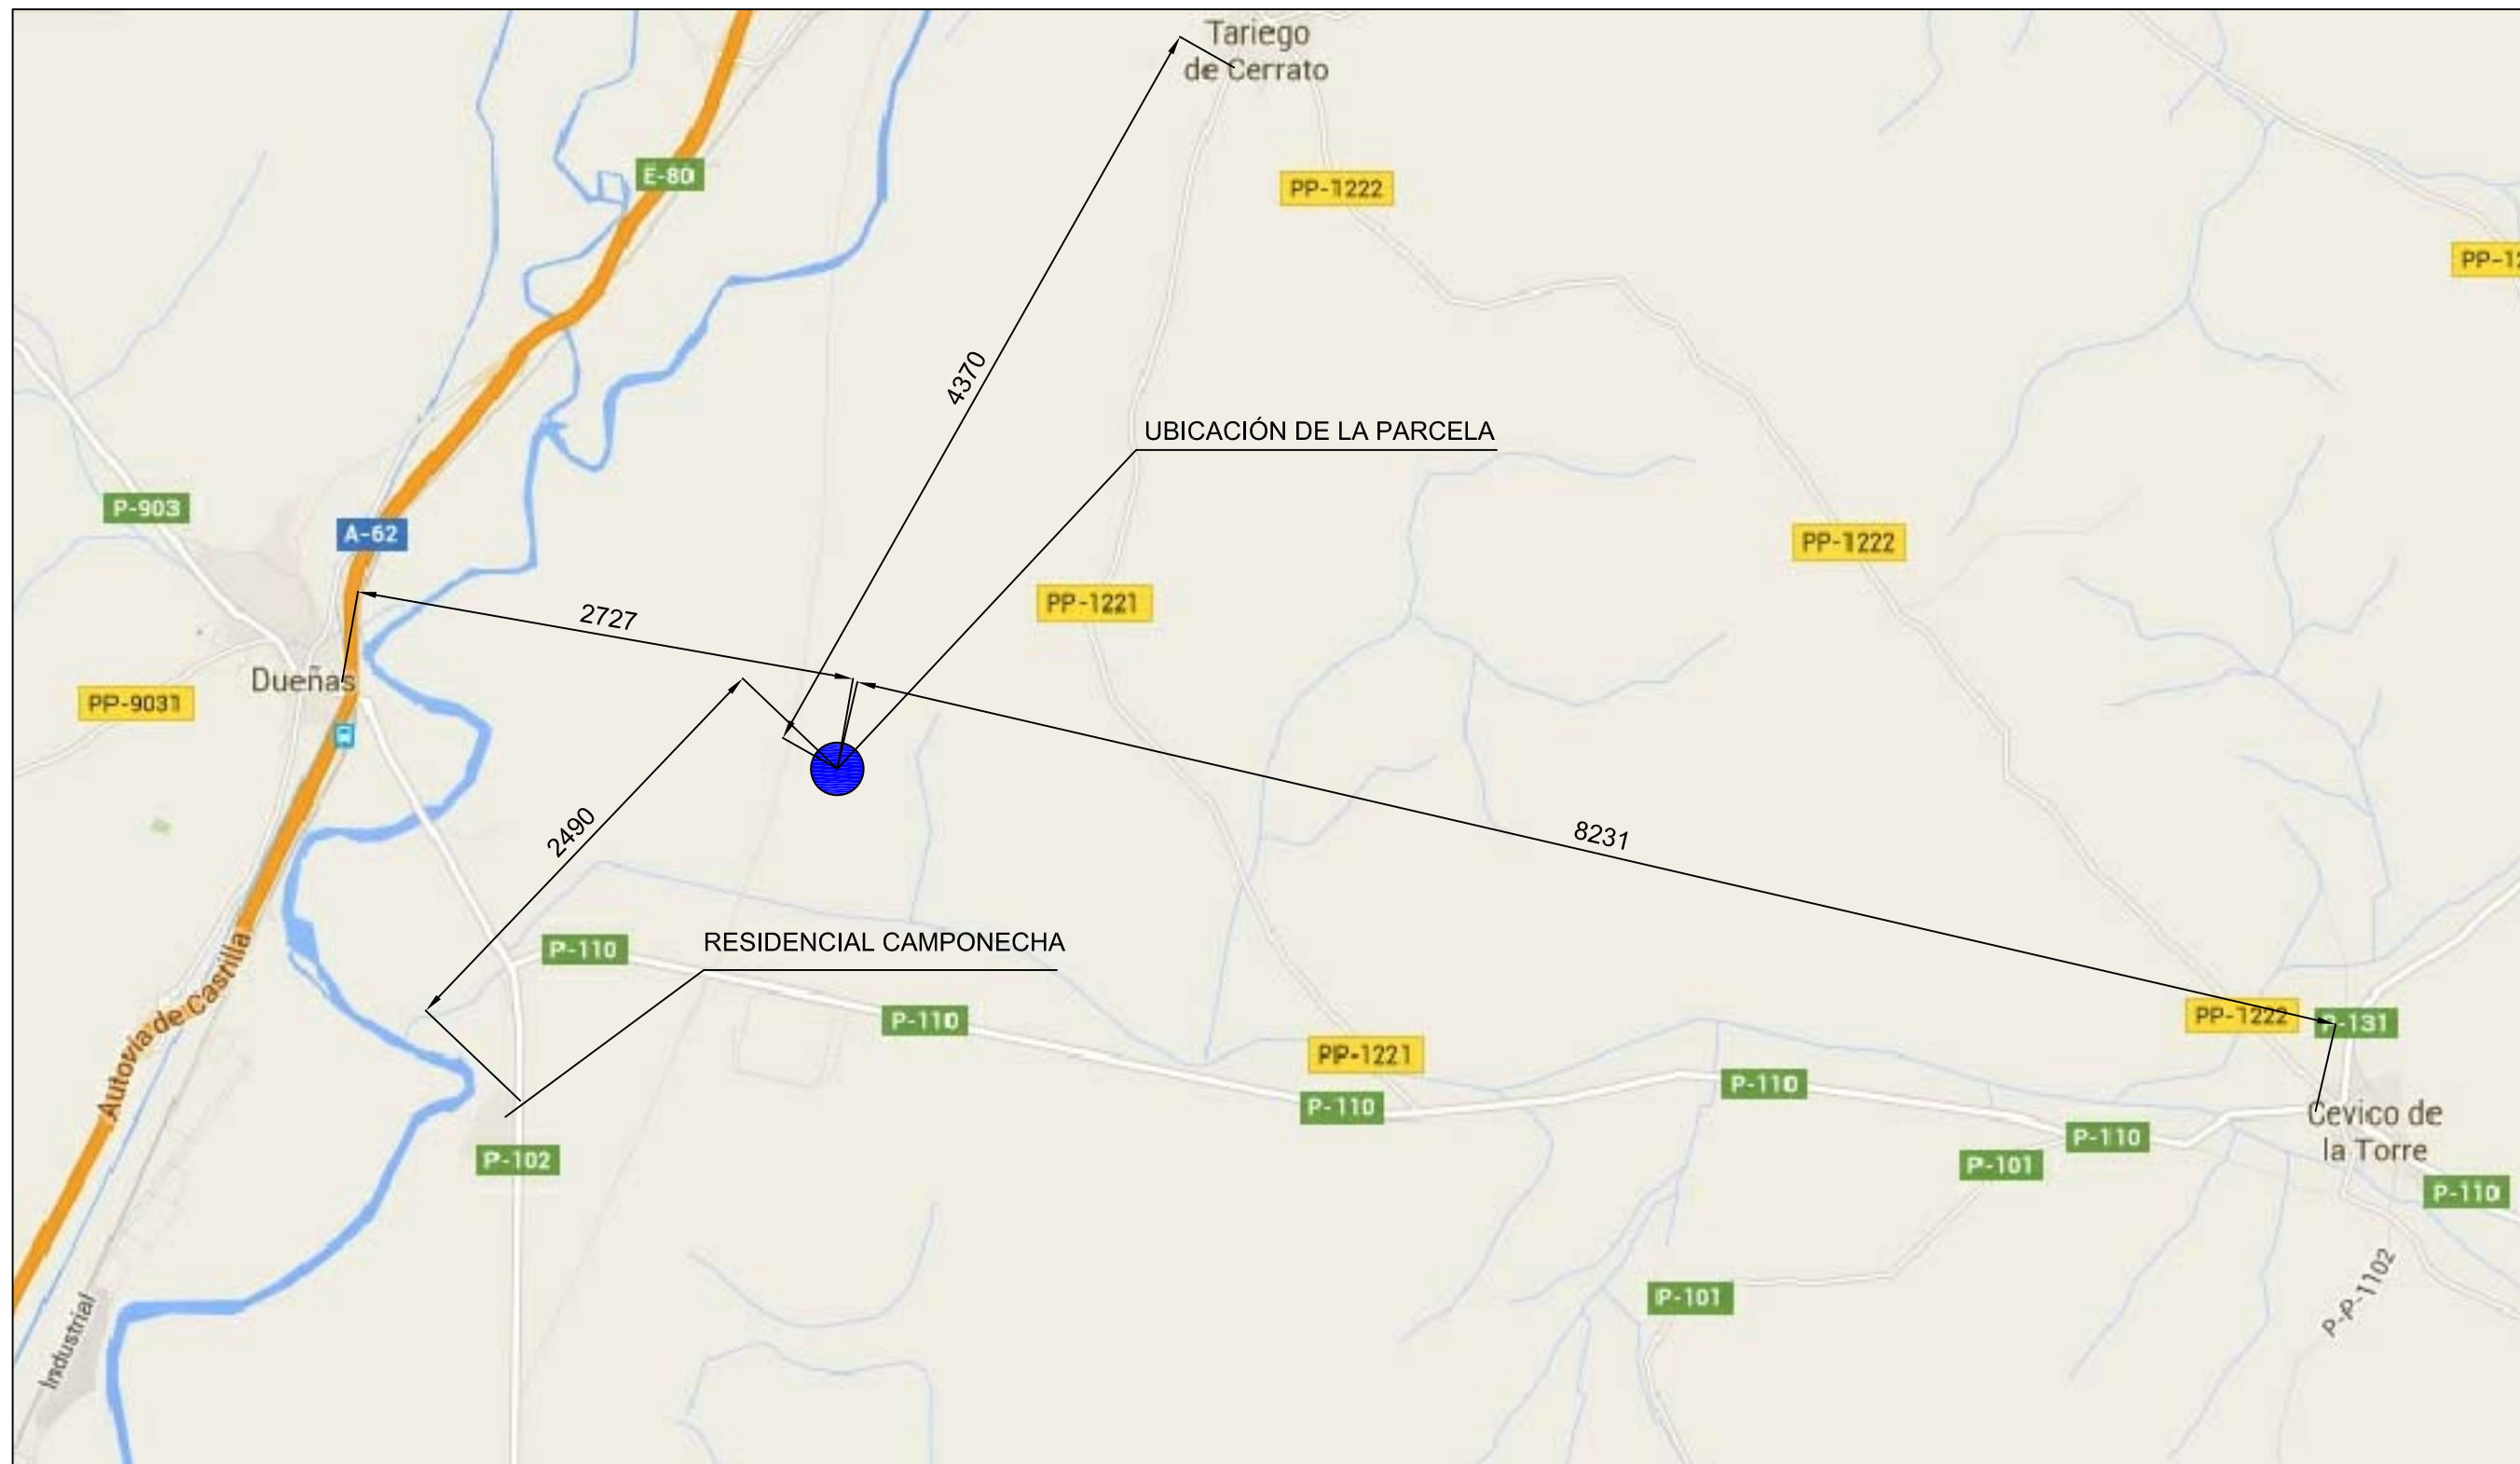 Tariego
de Cerrato
E-80
PP-1222
4370
UBICACIÓN DE LA PARCELA
P-903
A-62
PP-1222
PP-1221
2727
Dueñas
PP-9031
2490
8231
RESIDENCIAL CAMPONECHA
P-110
P-110
Autovía de Castilla
PP-1222
P-131
PP-1221
P-110
P-110
Cevico de
la Torre
P-110
P-101
P-102
P-110
P-101
P-P-1102
Industrial